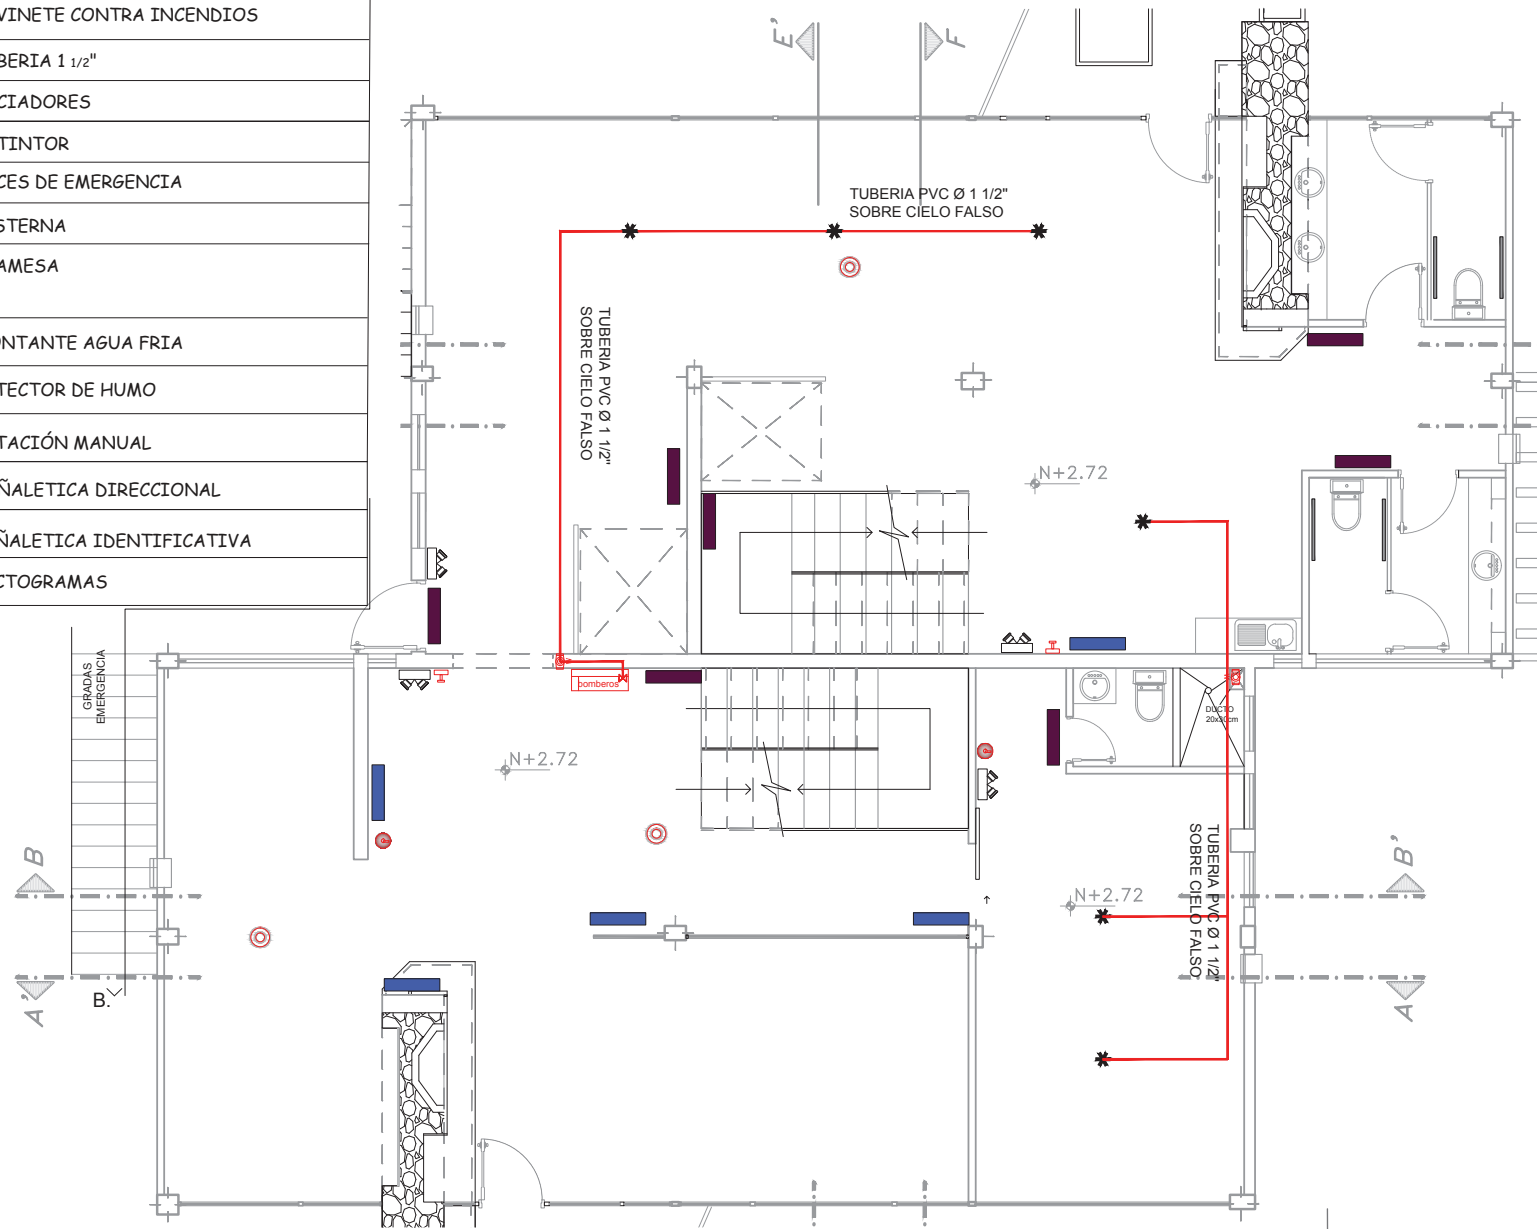 VINETE CONTRA INCENDIOS
BERIA 1 1/2"
CIADORES
TINTOR
CES DE EMERGENCIA
STERNA
AMESA
ONTANTE AGUA FRIA
TECTOR DE HUMO
TACIÓN MANUAL
ÑALETICA DIRECCIONAL
ÑALETICA IDENTIFICATIVA
CTOGRAMAS
E'
F
TUBERIA PVC Ø 1 1/2"
SOBRE CIELO FALSO
TUBERIA PVC Ø 1 1/2"
SOBRE CIELO FALSO
N+2.72
GRADAS
EMERGENCIA
bomberos
DUCTO
20x30cm
N+2.72
TUBERIA PVC Ø 1 1/2"
SOBRE CIELO FALSO
N+2.72
B
B'
A'
B.
A